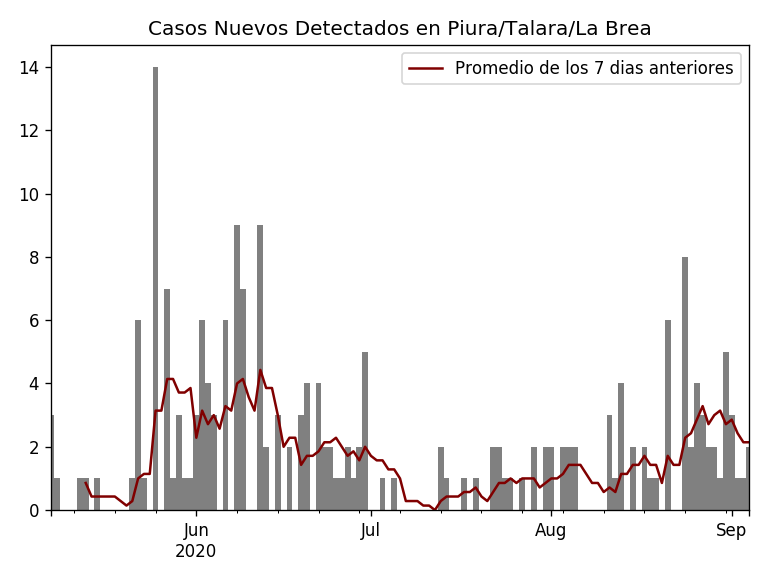 Casos Nuevos Detectados en Piura/Talara/La Brea
Promedio de los 7 dias anteriores
14
12
10
8
6
4
2
0
Jun
2020
Jul
Aug
Sep